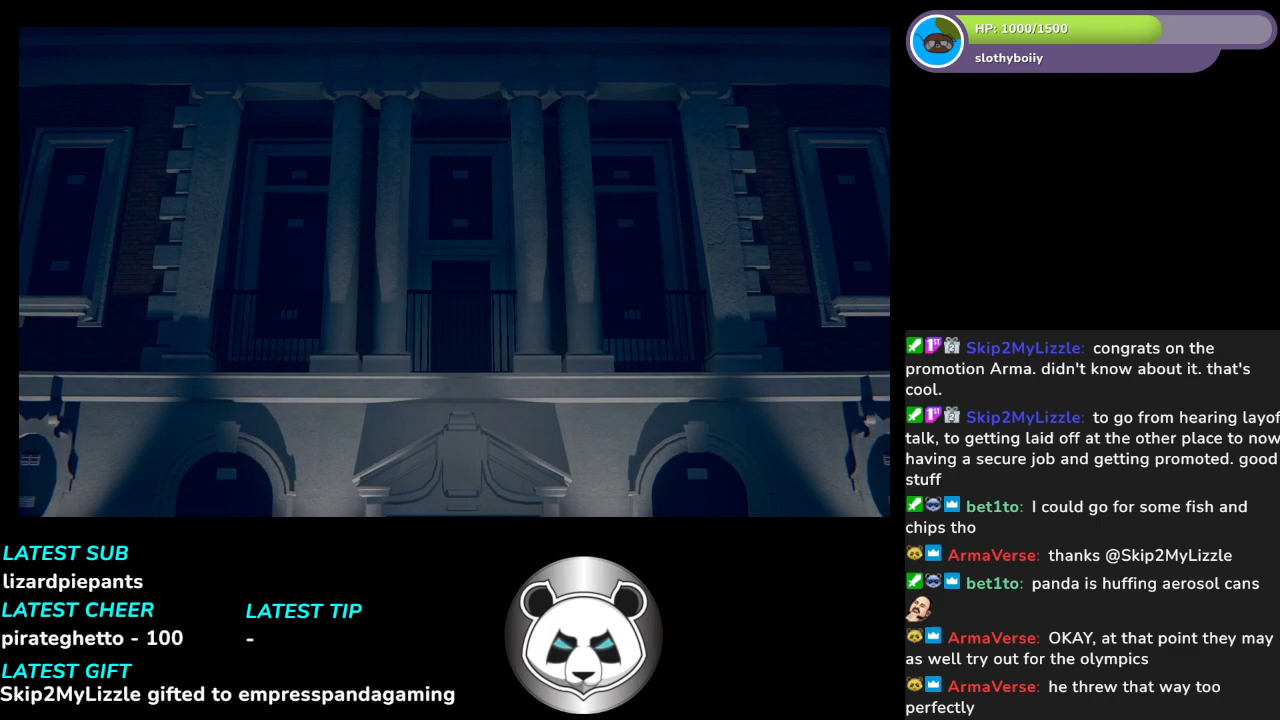 HP: 1000/1500
slothyboiiy
Skip2MyLizzle: congrats on the
promotion Arma. didn't know about it. that's
cool.
Skip2MyLizzle: to go from hearing layof
talk, to getting laid off at the other place to now
having a secure job and getting promoted. good
stuff
bet1to: I could go for some fish and
chips tho
ArmaVerse: thanks @Skip2MyLizzle
bet1to: panda is huffing aerosol cans
ArmaVerse: OKAY, at that point they may
as well try out for the olympics
ArmaVerse: he threw that way too
perfectly
LATEST SUB
lizardpiepants
LATEST CHEER
pirateghetto - 100
LATEST TIP
-
LATEST GIFT
Skip2MyLizzle gifted to empresspandagaming